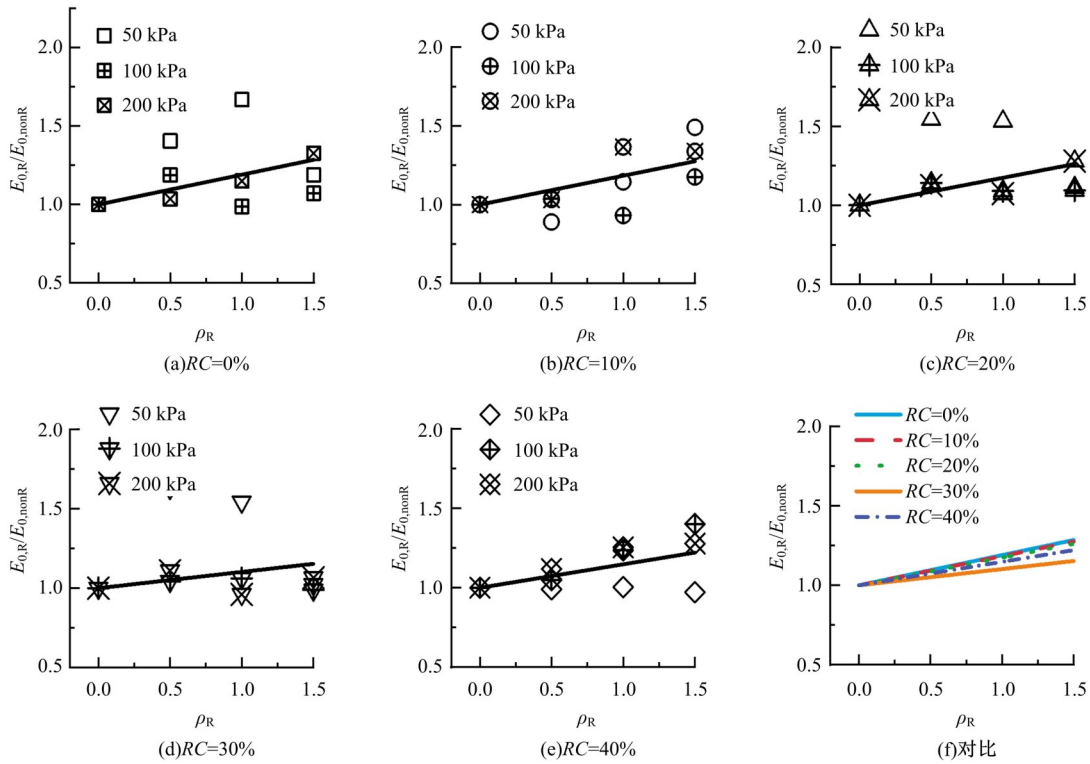 2.0
1.5
1.0
0.5
E0,R/E0,nonR
50 kPa
100 kPa
200 kPa
0.0 0.5 1.0 1.5
ρR
(a)RC=0%
2.0
1.5
1.0
0.5
E0,R/E0,nonR
50 kPa
100 kPa
200 kPa
0.0 0.5 1.0 1.5
ρR
(b)RC=10%
2.0
1.5
1.0
0.5
E0,R/E0,nonR
50 kPa
100 kPa
200 kPa
0.0 0.5 1.0 1.5
ρR
(c)RC=20%
2.0
1.5
1.0
0.5
E0,R/E0,nonR
50 kPa
100 kPa
200 kPa
0.0 0.5 1.0 1.5
ρR
(d)RC=30%
2.0
1.5
1.0
0.5
E0,R/E0,nonR
50 kPa
100 kPa
200 kPa
0.0 0.5 1.0 1.5
ρR
(e)RC=40%
2.0
1.5
1.0
0.5
E0,R/E0,nonR
RC=0%
RC=10%
RC=20%
RC=30%
RC=40%
0.0 0.5 1.0 1.5
ρR
(f)对比